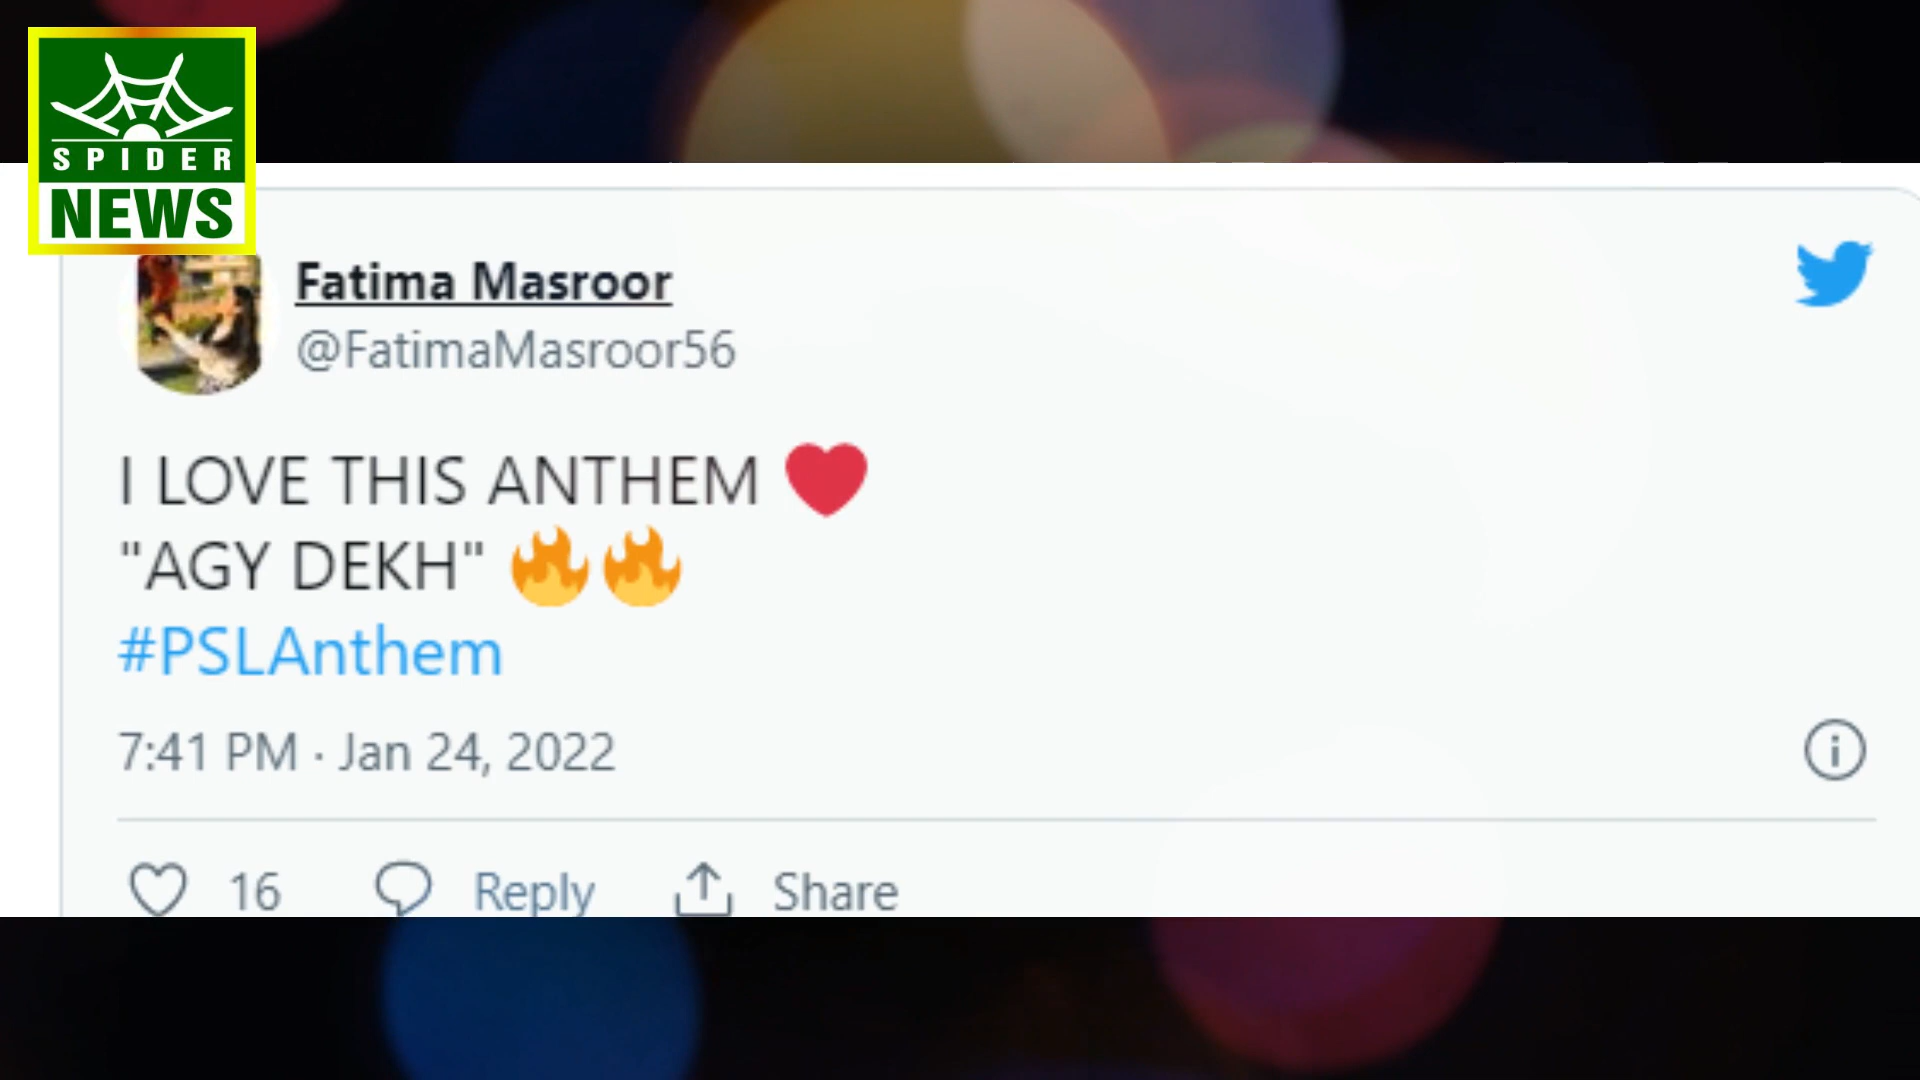 SPIDER
NEWS
Fatima Masroor
@FatimaMasroor56
I LOVE THIS ANTHEM ❤️
"AGY DEKH" 🔥🔥
#PSLAnthem
7:41 PM · Jan 24, 2022
16 Reply Share